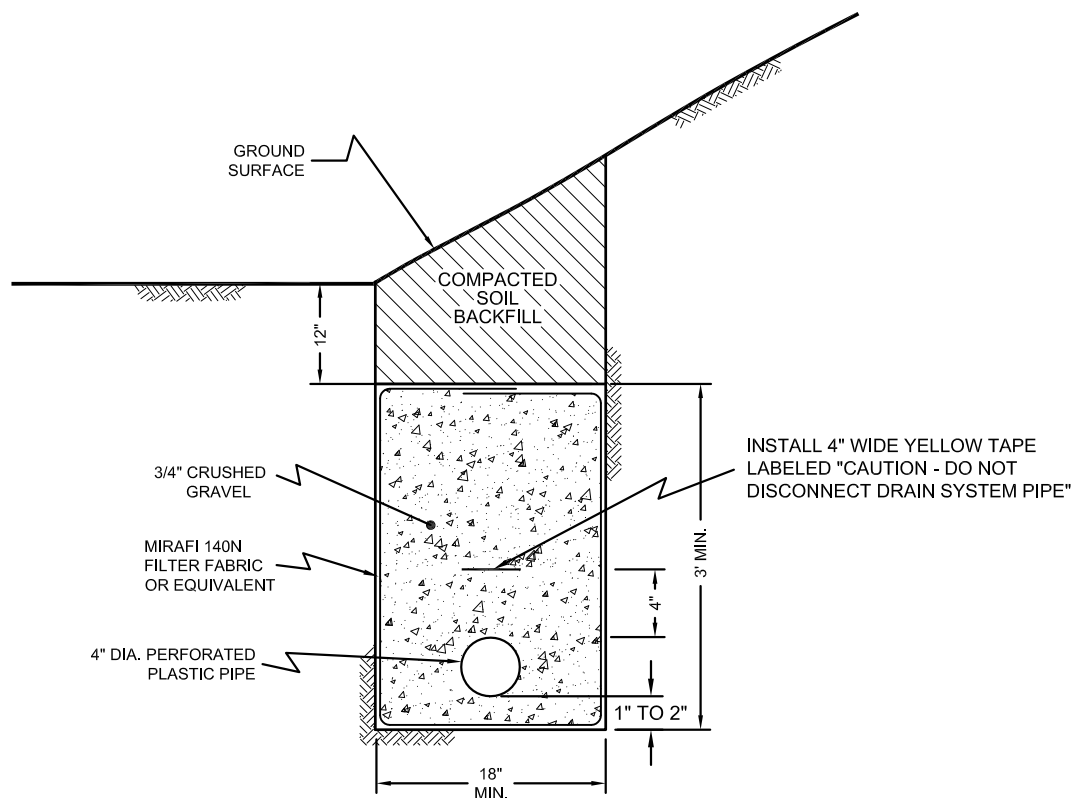 GROUND
SURFACE
COMPACTED
SOIL
BACKFILL
12"
3/4" CRUSHED
GRAVEL
INSTALL 4" WIDE YELLOW TAPE
LABELED "CAUTION - DO NOT
DISCONNECT DRAIN SYSTEM PIPE"
MIRAFI 140N
FILTER FABRIC
OR EQUIVALENT
3' MIN.
4"
4" DIA. PERFORATED
PLASTIC PIPE
1" TO 2"
18"
MIN.